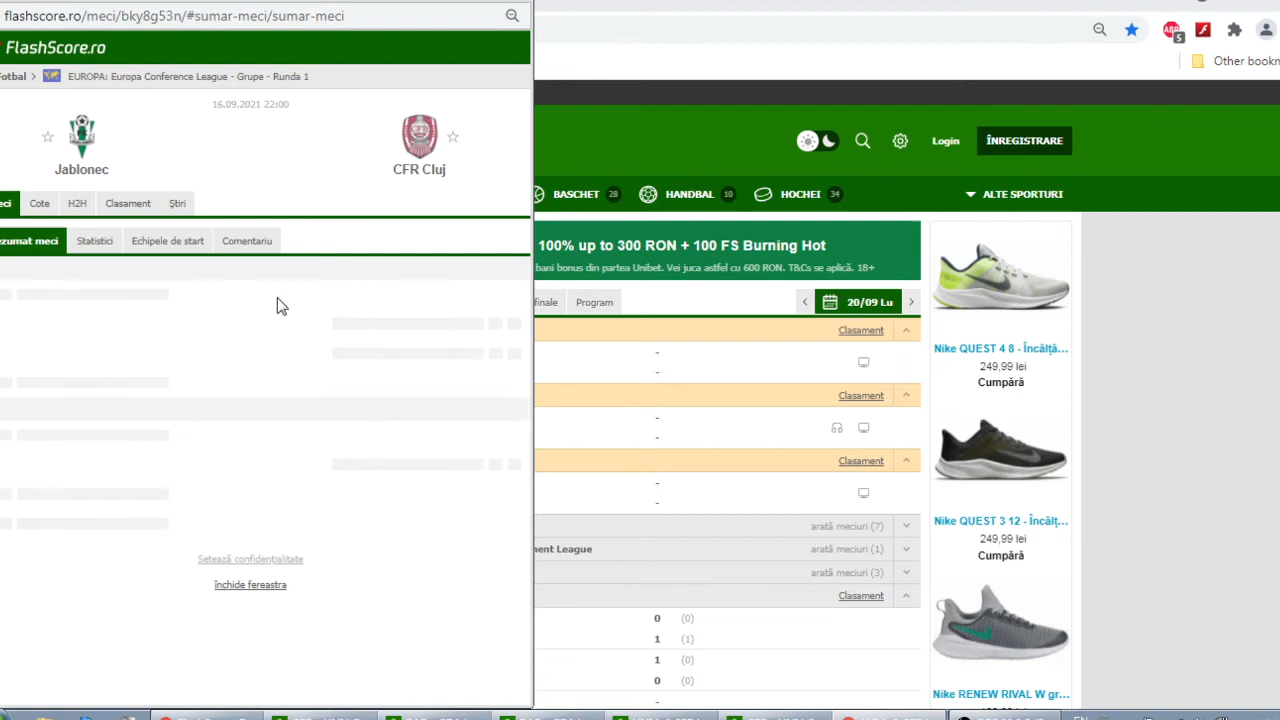 flashscore.ro/meci/bky8g53n/#sumar-meci/sumar-meci
FlashScore.ro
Fotbal > EUROPA: Europa Conference League - Grupe - Runda 1
16.09.2021 22:00
Jablonec
CFR Cluj
Cote H2H Clasament Știri
Statistici Echipele de start Comentariu
Setează confidențialitate
închide fereastra
ABP 5
Other bookm
Login ÎNREGISTRARE
BASCHET 28 HANDBAL 10 HOCHEI 34 ALTE SPORTURI
100% up to 300 RON + 100 FS Burning Hot
bani bonus din partea Unibet. Vei juca astfel cu 600 RON. T&Cs se aplică. 18+
finale Program < 20/09 Lu >
Clasament
-
-
Clasament
-
-
Clasament
-
-
arată meciuri (7)
ment League arată meciuri (1)
arată meciuri (3)
Clasament
0 (0)
1 (1)
1 (0)
0 (0)
-
Nike QUEST 4 8 - Încălță...
249,99 lei
Cumpără
Nike QUEST 3 12 - Încălț...
249,99 lei
Cumpără
Nike RENEW RIVAL W gr...